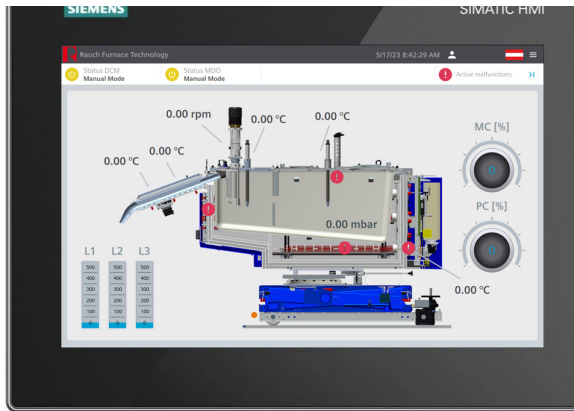 SIEMENS
SIMATIC HMI
Rauch Furnace Technology
5/17/23 8:42:29 AM
Status DCM
Manual Mode
Status MDO
Manual Mode
Active malfunctions
0.00 rpm
0.00 °C
0.00 °C
0.00 °C
0.00 °C
MC [%]
0
0.00 mbar
PC [%]
0
0.00 °C
L1 L2 L3
500 500 500
400 400 400
300 300 300
200 200 200
100 100 100
0 0 0